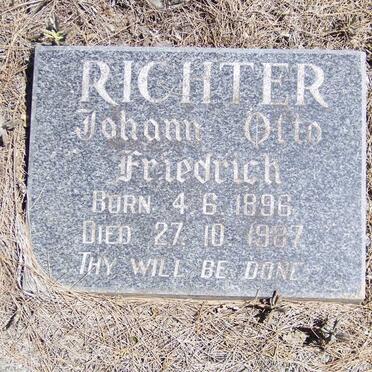 RICHTER
Johann Otto
Friedrich
BORN 4. 6. 1896
DIED 27. 10. 1987
THY WILL BE DONE